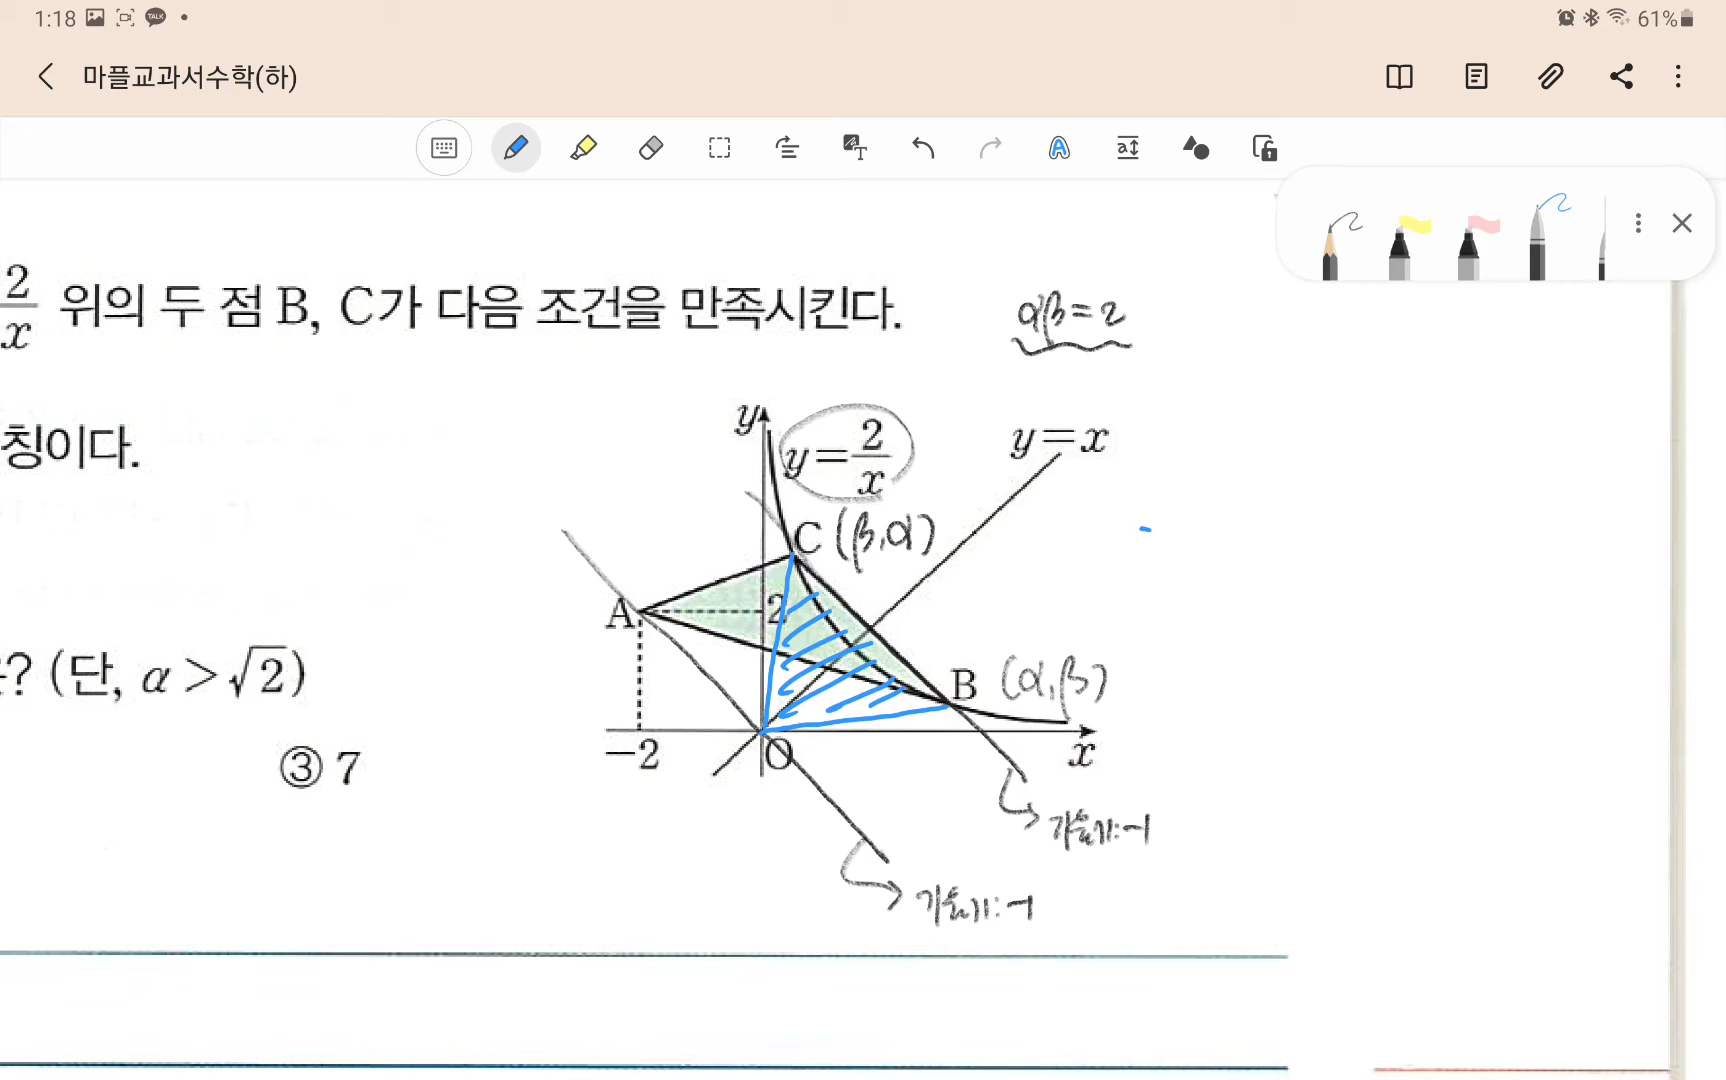 1:18 TALK 61%
마플교과서수학(하)
2/x 위의 두 점 B, C가 다음 조건을 만족시킨다.
αβ=2
칭이다.
y
y=2/x
y=x
C (β,α)
A
2
B (α,β)
? (단, α>√2)
-2
O
x
③ 7
기울기:-1
기울기:-1